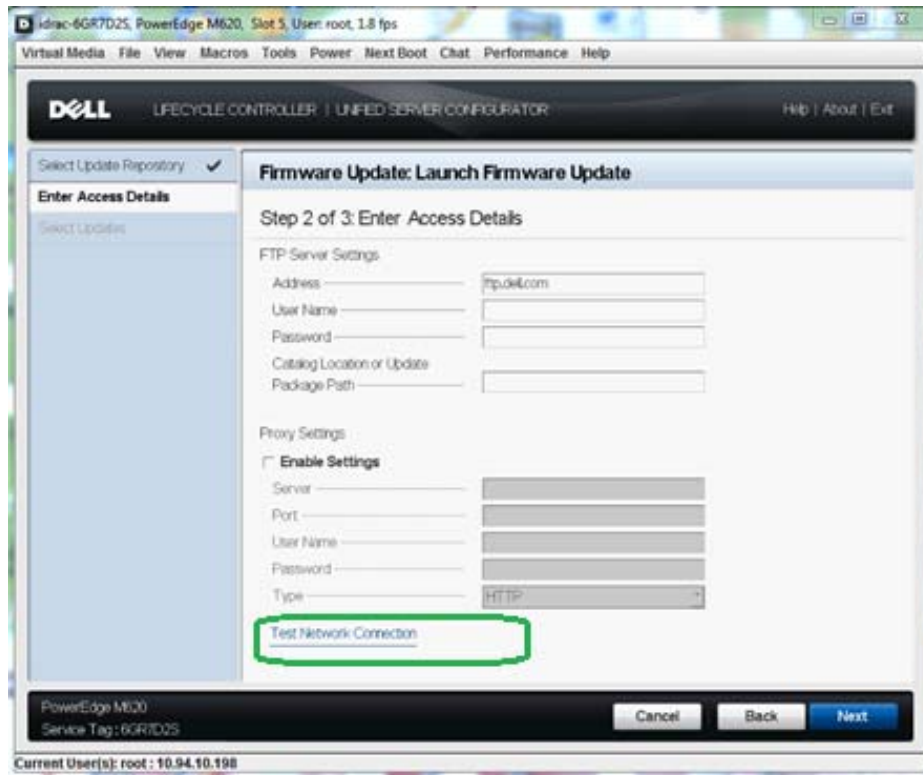 idrac-6GR7D2S, PowerEdge M620, Slot 5, User: root, 1.8 fps
Virtual Media File View Macros Tools Power Next Boot Chat Performance Help
DELL LIFECYCLE CONTROLLER | UNIFIED SERVER CONFIGURATOR Help | About | Exit
Select Update Repository
Enter Access Details
Select Updates
Firmware Update: Launch Firmware Update
Step 2 of 3: Enter Access Details
FTP Server Settings
Address ftp.dell.com
User Name
Password
Catalog Location or Update
Package Path
Proxy Settings
Enable Settings
Server
Port
User Name
Password
Type HTTP
Test Network Connection
PowerEdge M620
Service Tag : 6GR7D2S
Cancel Back Next
Current User(s): root : 10.94.10.198